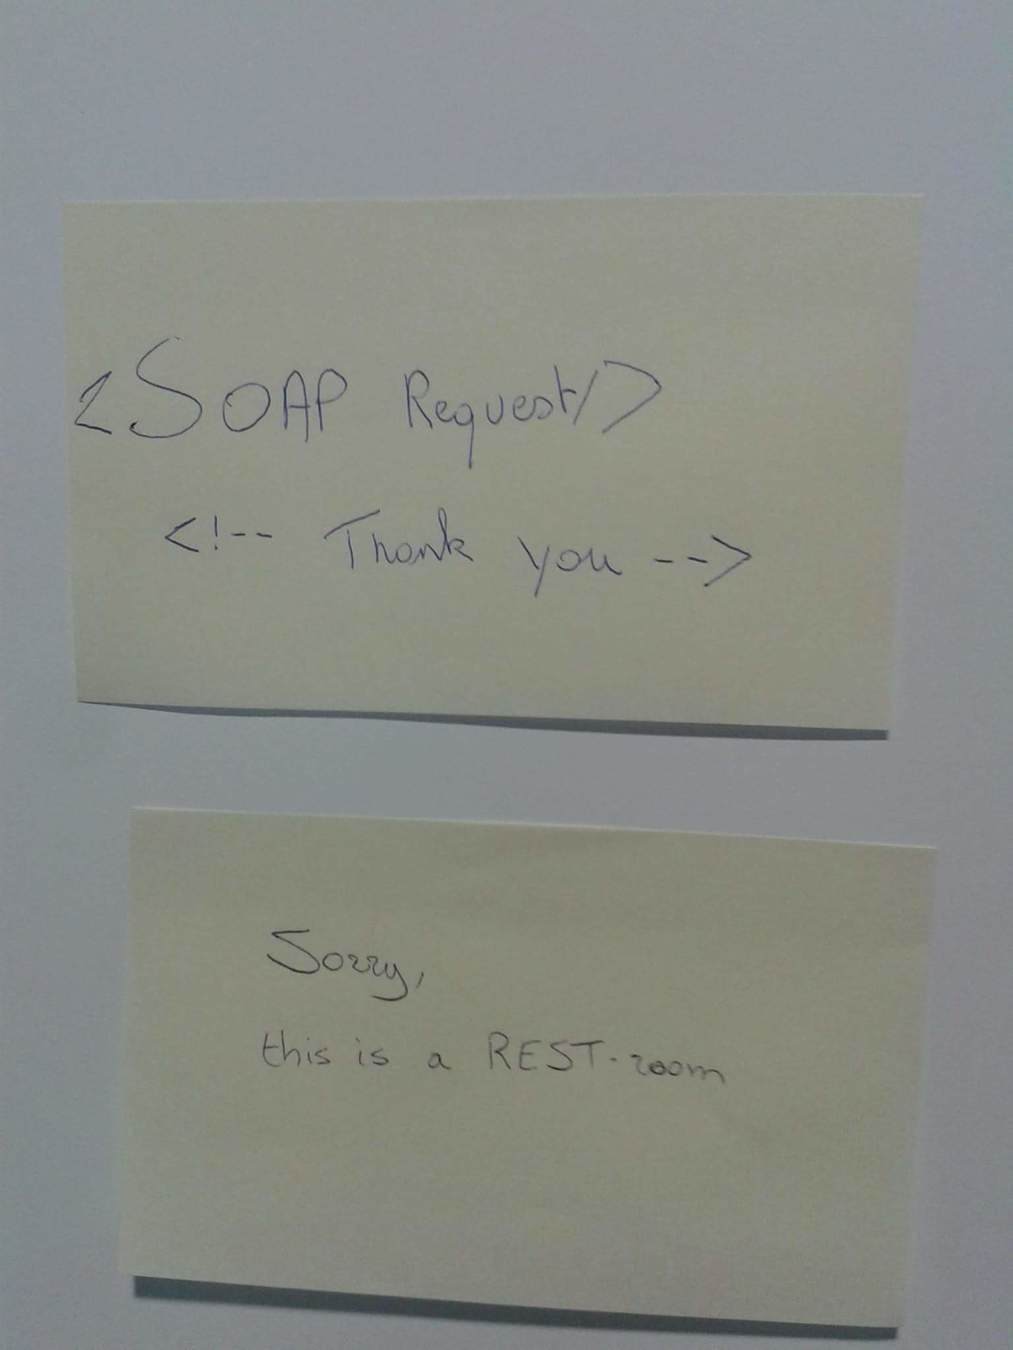 <SOAP Request/>
<!-- Thank you -->
Sorry,
this is a REST-room